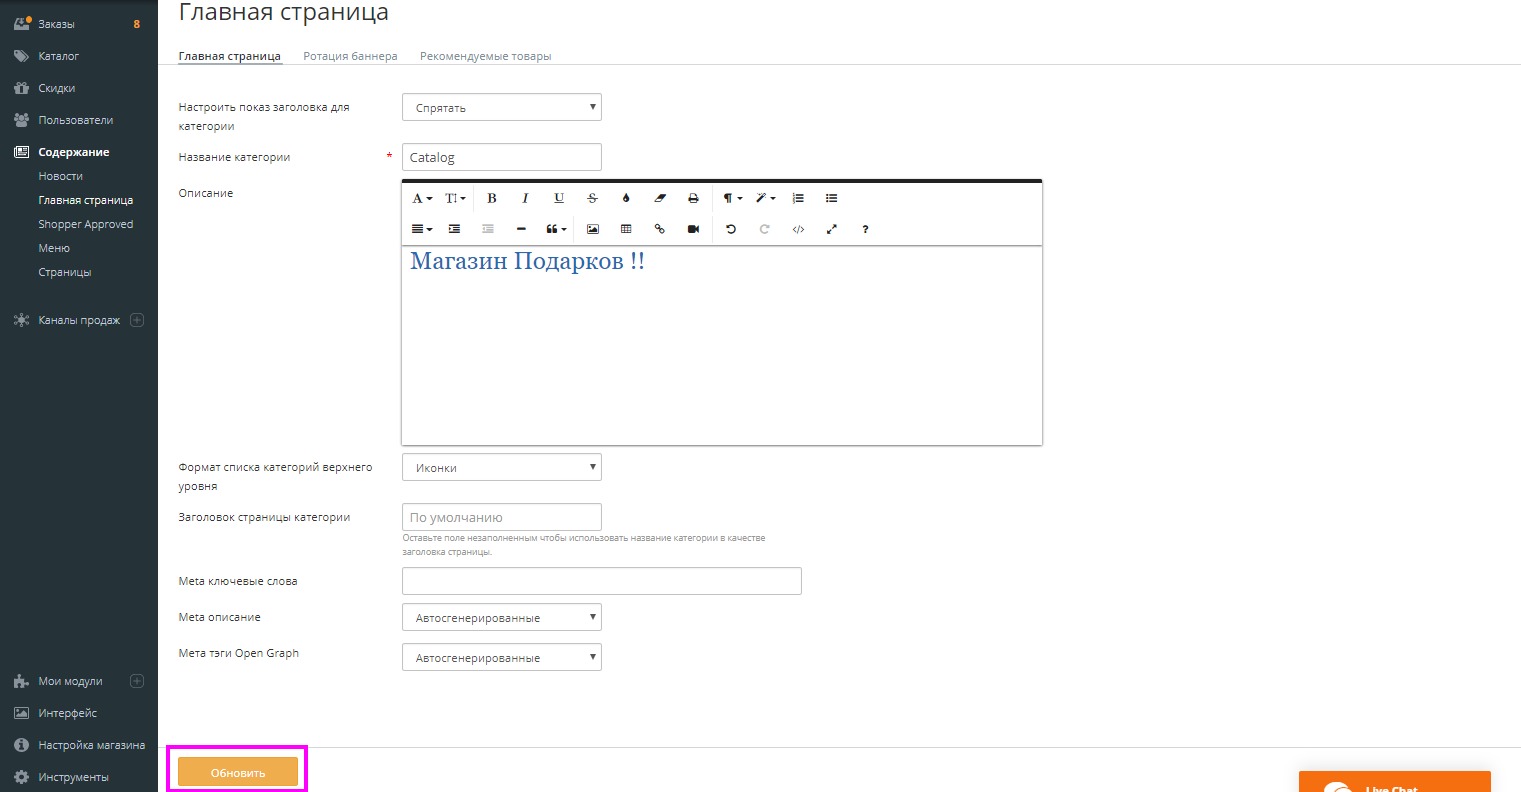 Главная страница
Заказы 8
Каталог
Скидки
Пользователи
Содержание
Новости
Главная страница
Shopper Approved
Меню
Страницы
Каналы продаж
Мои модули
Интерфейс
Настройка магазина
Инструменты
Главная страница Ротация баннера Рекомендуемые товары
Настроить показ заголовка для
категории
Спрятать
Название категории * Catalog
Описание
Магазин Подарков !!
Формат списка категорий верхнего
уровня
Иконки
Заголовок страницы категории По умолчанию
Оставьте поле незаполненным чтобы использовать название категории в качестве
заголовка страницы.
Meta ключевые слова
Meta описание Автосгенерированные
Мета тэги Open Graph Автосгенерированные
Обновить
Live Chat